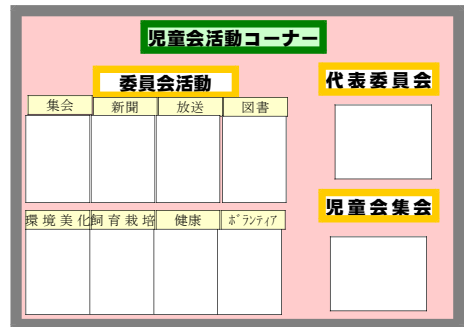 児童会活動コーナー
委員会活動
集会 新聞 放送 図書
環境美化 飼育栽培 健康 ボランティア
代表委員会
児童会集会